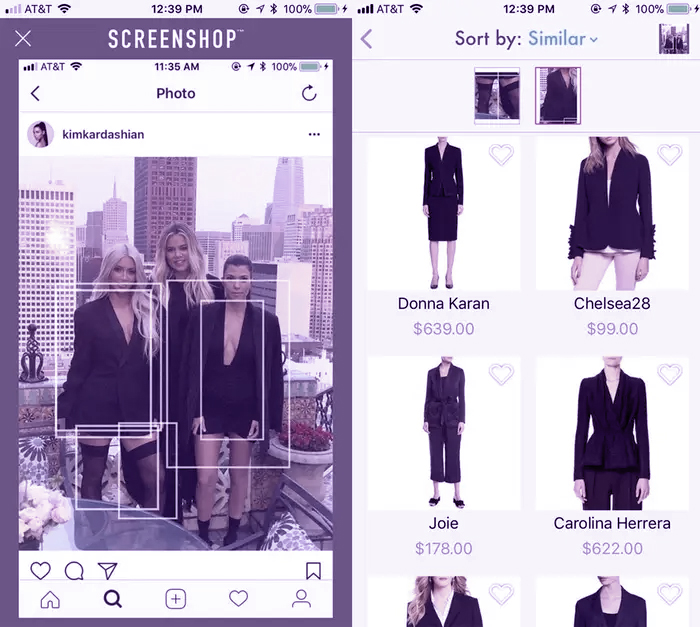 AT&T 12:39 PM 100%
SCREENSHOP™
AT&T 11:35 AM 100%
Photo
kimkardashian
AT&T 12:39 PM 100%
Sort by: Similar
Donna Karan
$639.00
Chelsea28
$99.00
Joie
$178.00
Carolina Herrera
$622.00